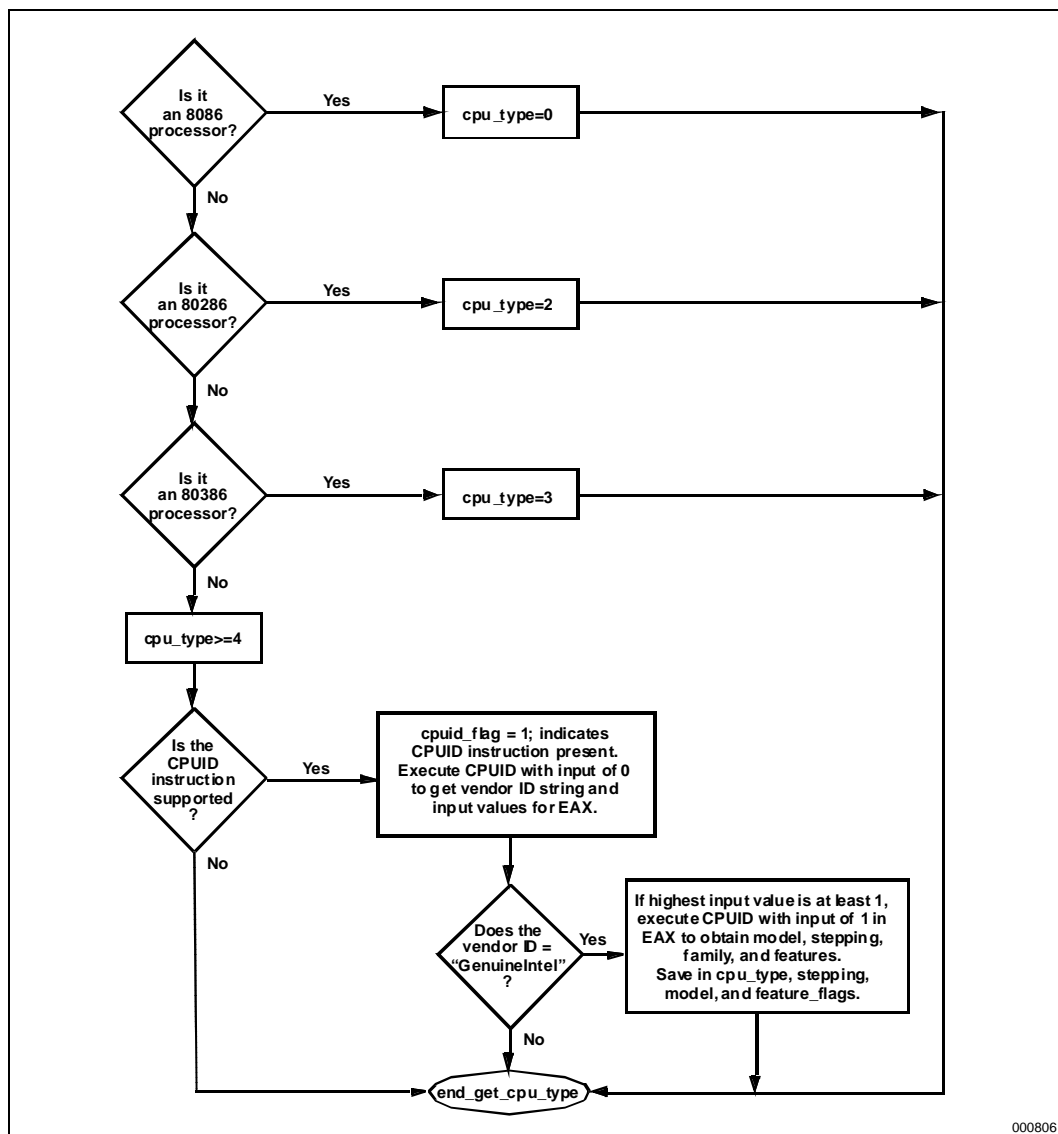 Is it
an 8086
processor?
Yes
cpu_type=0
No
Is it
an 80286
processor?
Yes
cpu_type=2
No
Is it
an 80386
processor?
Yes
cpu_type=3
No
cpu_type>=4
Is the
CPUID
instruction
supported
?
Yes
cpuid_flag = 1; indicates
CPUID instruction present.
Execute CPUID with input of 0
to get vendor ID string and
input values for EAX.
No
Does the
vendor ID =
“GenuineIntel”
?
Yes
If highest input value is at least 1,
execute CPUID with input of 1 in
EAX to obtain model, stepping,
family, and features.
Save in cpu_type, stepping,
model, and feature_flags.
No
end_get_cpu_type
000806